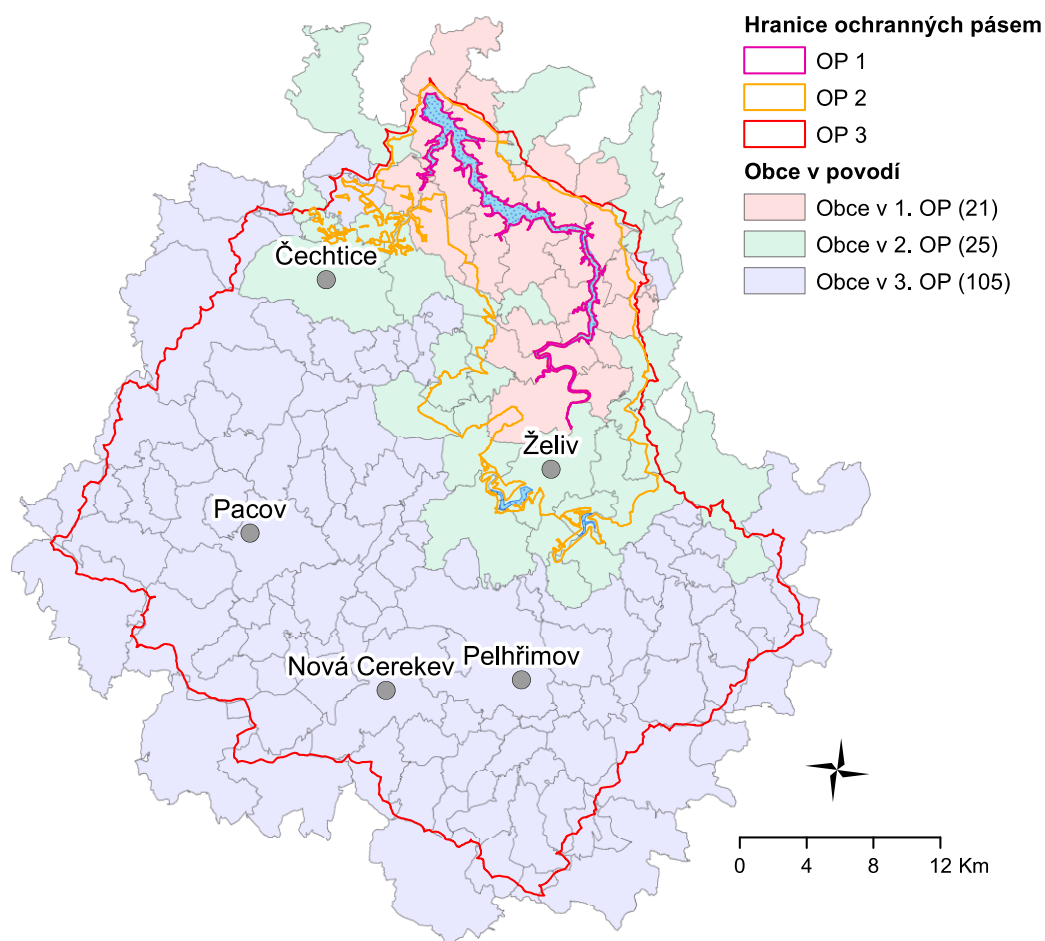 Hranice ochranných pásem
OP 1
OP 2
OP 3
Obce v povodí
Obce v 1. OP (21)
Obce v 2. OP (25)
Obce v 3. OP (105)
Čechtice
Želiv
Pacov
Nová Cerekev
Pelhřimov
0 4 8 12 Km